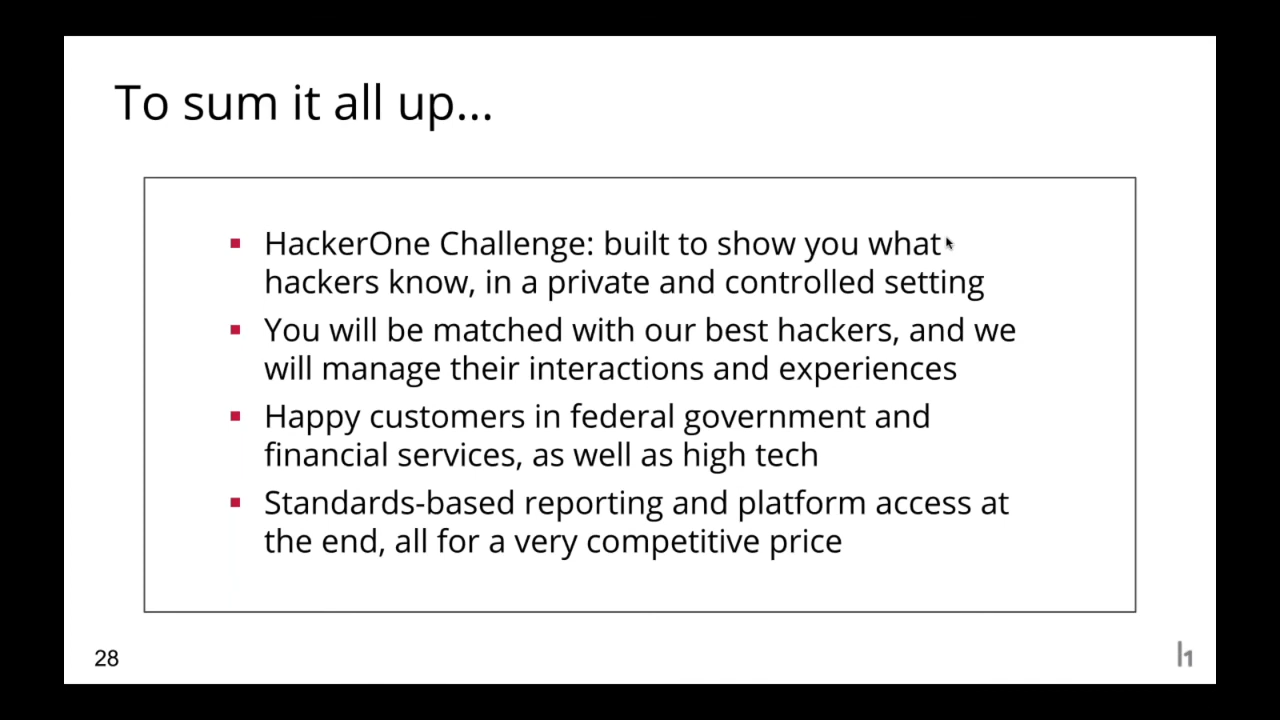 To sum it all up...
▪ HackerOne Challenge: built to show you what
hackers know, in a private and controlled setting
▪ You will be matched with our best hackers, and we
will manage their interactions and experiences
▪ Happy customers in federal government and
financial services, as well as high tech
▪ Standards-based reporting and platform access at
the end, all for a very competitive price
28
l1